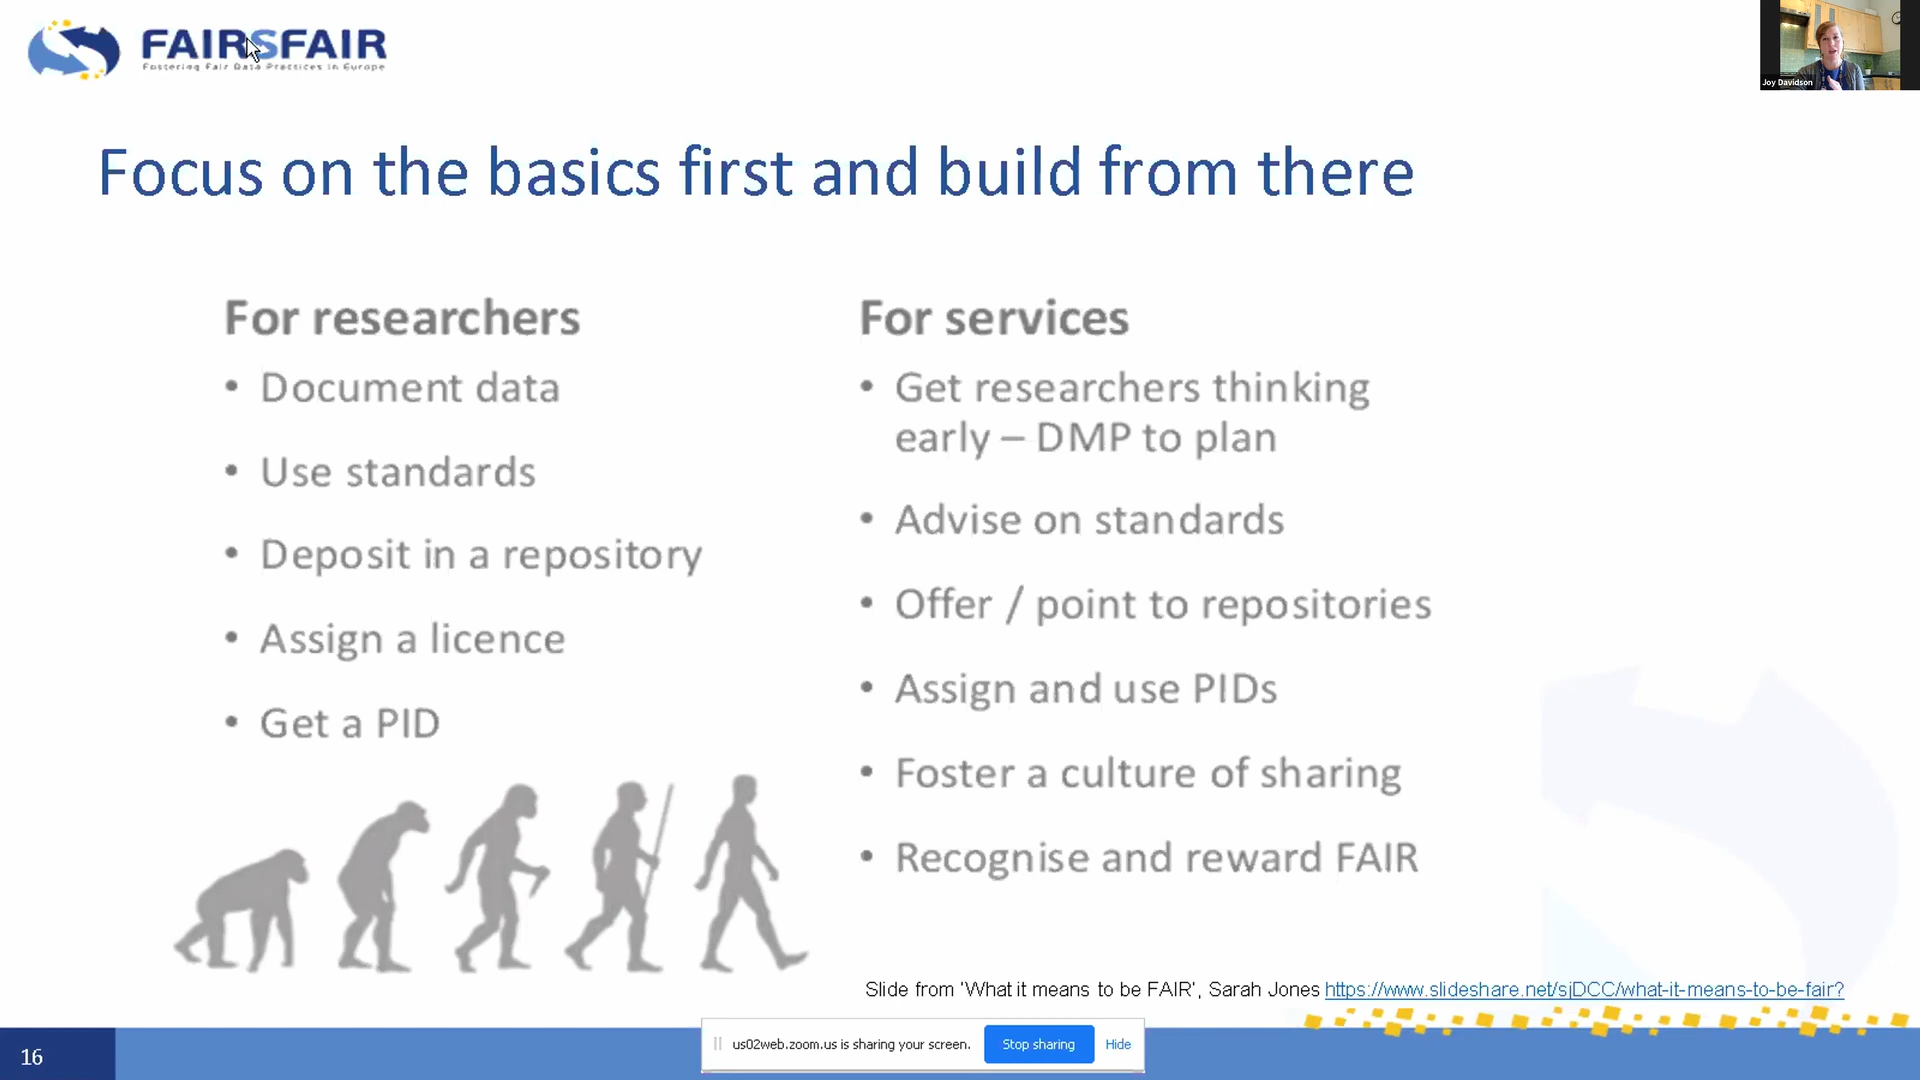 FAIRSFAIR
Fostering Fair Data Practices in Europe
Joy Davidson
Focus on the basics first and build from there
For researchers
• Document data
• Use standards
• Deposit in a repository
• Assign a licence
• Get a PID
For services
• Get researchers thinking
early – DMP to plan
• Advise on standards
• Offer / point to repositories
• Assign and use PIDs
• Foster a culture of sharing
• Recognise and reward FAIR
Slide from 'What it means to be FAIR', Sarah Jones https://www.slideshare.net/sjDCC/what-it-means-to-be-fair?
16
us02web.zoom.us is sharing your screen.
Stop sharing
Hide